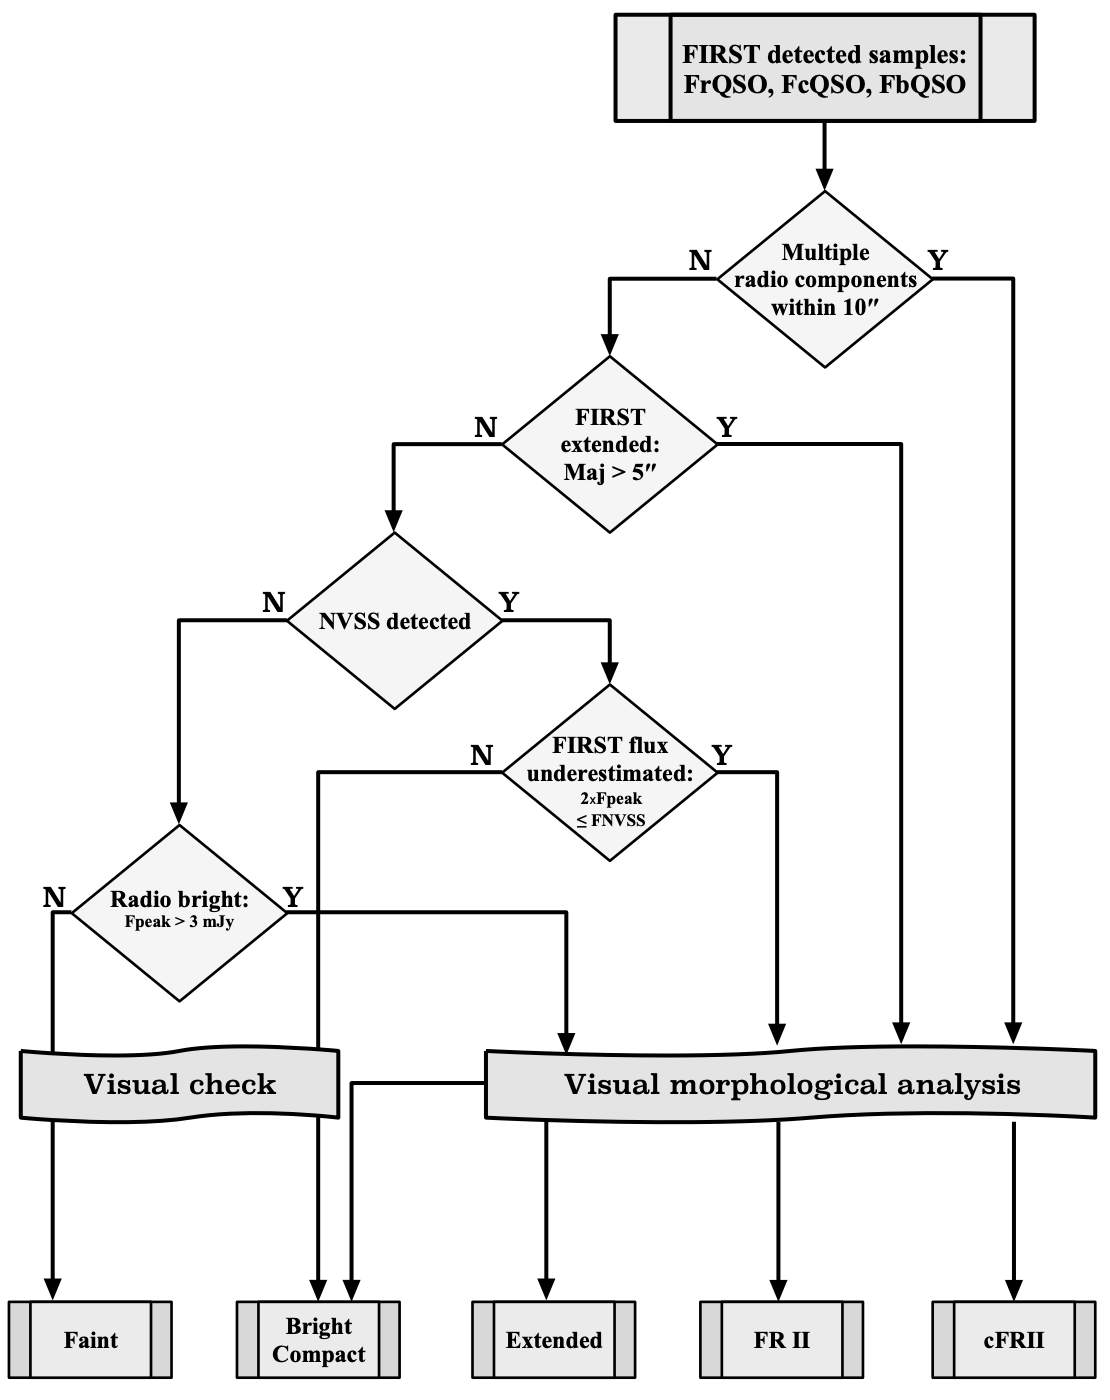 FIRST detected samples:
FrQSO, FcQSO, FbQSO
Multiple
radio components
within 10″
N
Y
FIRST
extended:
Maj > 5″
N
Y
NVSS detected
N
Y
FIRST flux
underestimated:
2xFpeak
≤ FNVSS
N
Y
Radio bright:
Fpeak > 3 mJy
N
Y
Visual check
Visual morphological analysis
Faint
Bright
Compact
Extended
FR II
cFRII